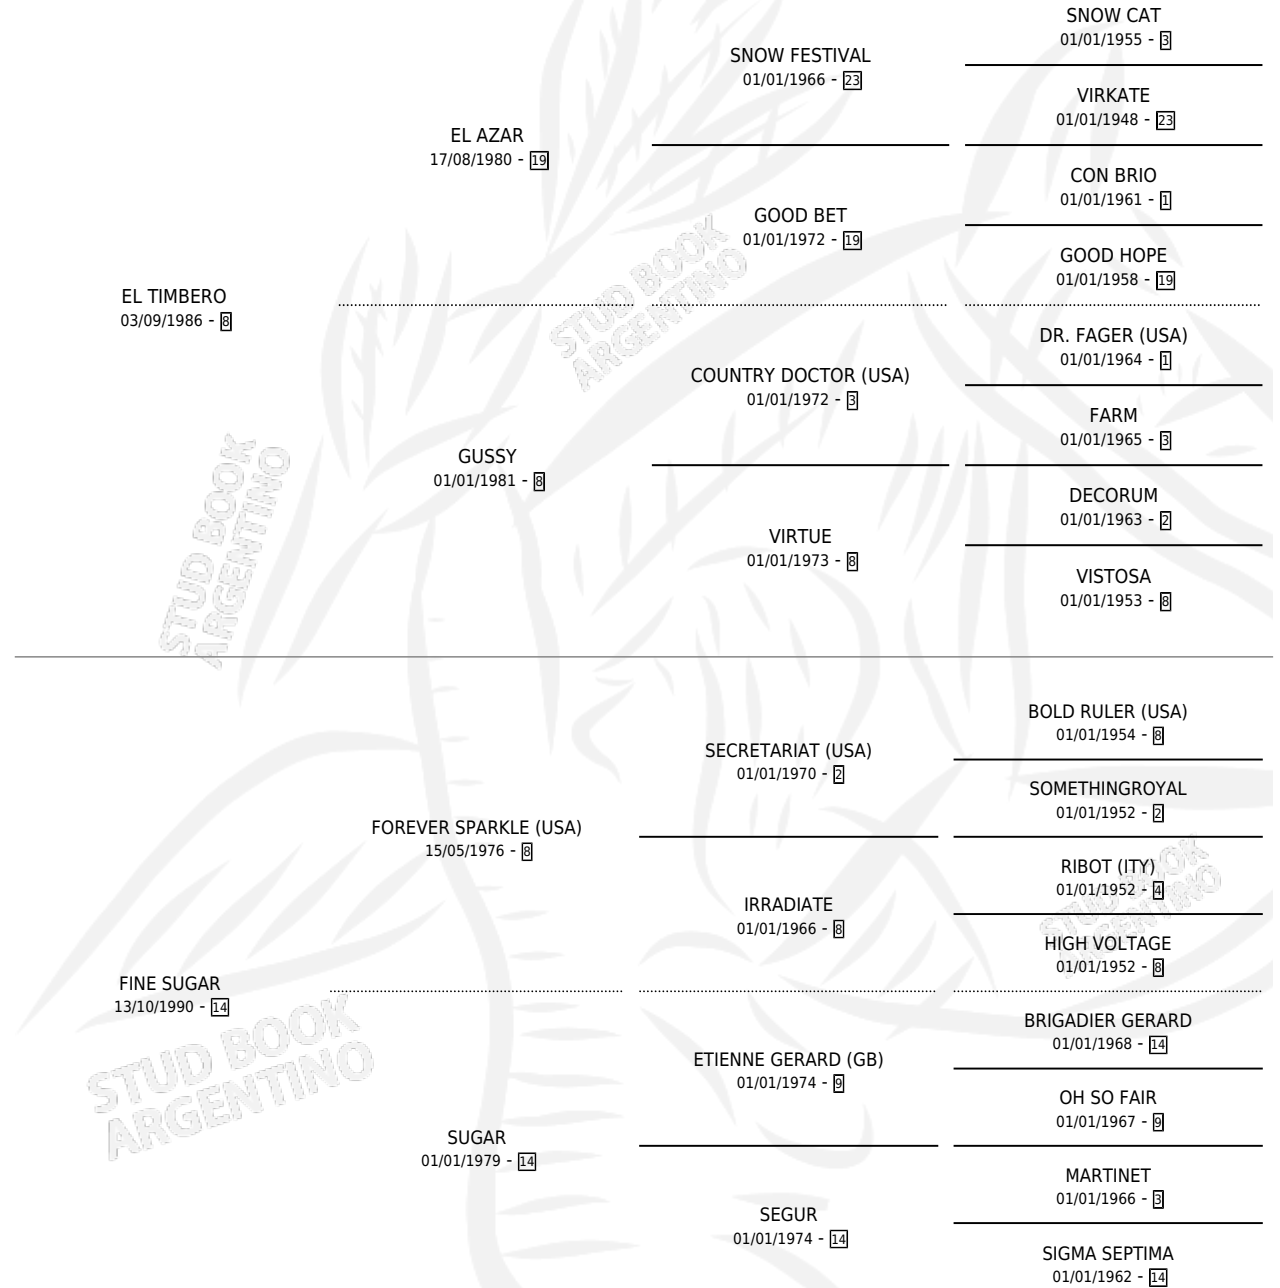 SNOW CAT
01/01/1955 - 3
SNOW FESTIVAL
01/01/1966 - 23
VIRKATE
01/01/1948 - 23
EL AZAR
17/08/1980 - 19
CON BRIO
01/01/1961 - 1
GOOD BET
01/01/1972 - 19
GOOD HOPE
01/01/1958 - 19
EL TIMBERO
03/09/1986 - 8
STUD BOOK
ARGENTINO
DR. FAGER (USA)
01/01/1964 - 1
COUNTRY DOCTOR (USA)
01/01/1972 - 3
FARM
01/01/1965 - 3
GUSSY
01/01/1981 - 8
DECORUM
01/01/1963 - 2
VIRTUE
01/01/1973 - 8
VISTOSA
01/01/1953 - 8
STUD BOOK
ARGENTINO
BOLD RULER (USA)
01/01/1954 - 8
SECRETARIAT (USA)
01/01/1970 - 2
SOMETHINGROYAL
01/01/1952 - 2
FOREVER SPARKLE (USA)
15/05/1976 - 8
RIBOT (ITY)
01/01/1952 - 4
IRRADIATE
01/01/1966 - 8
STUD BOOK
ARGENTINO
HIGH VOLTAGE
01/01/1952 - 8
FINE SUGAR
13/10/1990 - 14
STUD BOOK
ARGENTINO
BRIGADIER GERARD
01/01/1968 - 14
ETIENNE GERARD (GB)
01/01/1974 - 9
OH SO FAIR
01/01/1967 - 9
SUGAR
01/01/1979 - 14
MARTINET
01/01/1966 - 3
SEGUR
01/01/1974 - 14
SIGMA SEPTIMA
01/01/1962 - 14